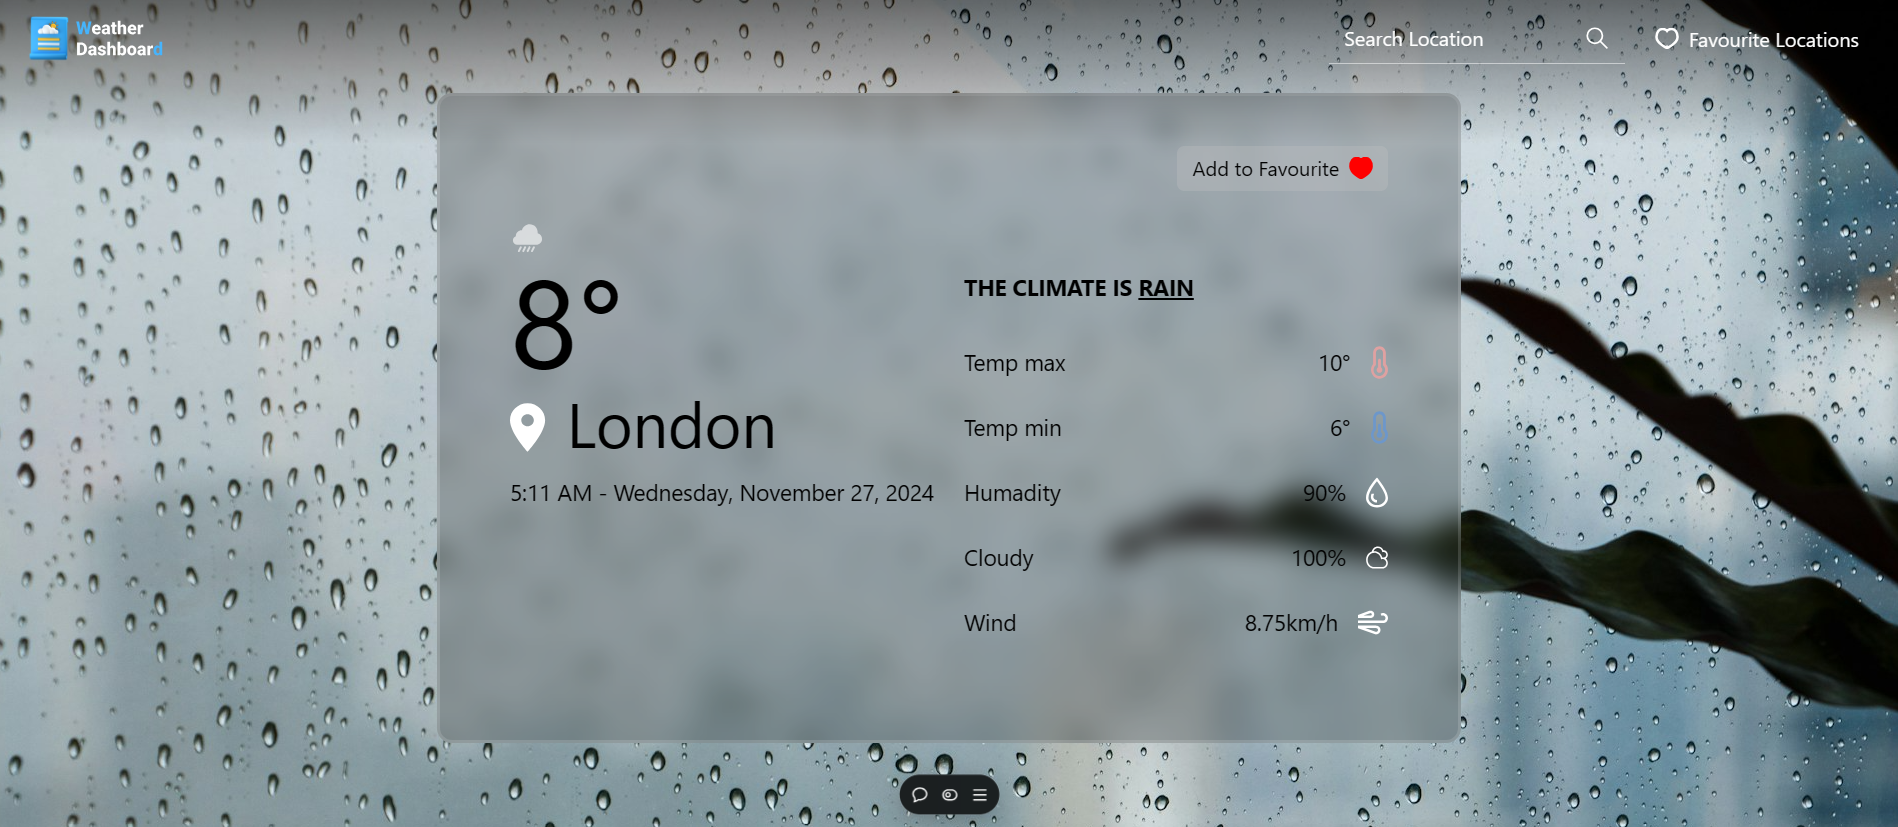 Weather
Dashboard
Search Location
Favourite Locations
Add to Favourite
8°
London
5:11 AM - Wednesday, November 27, 2024
THE CLIMATE IS RAIN
Temp max 10°
Temp min 6°
Humadity 90%
Cloudy 100%
Wind 8.75km/h